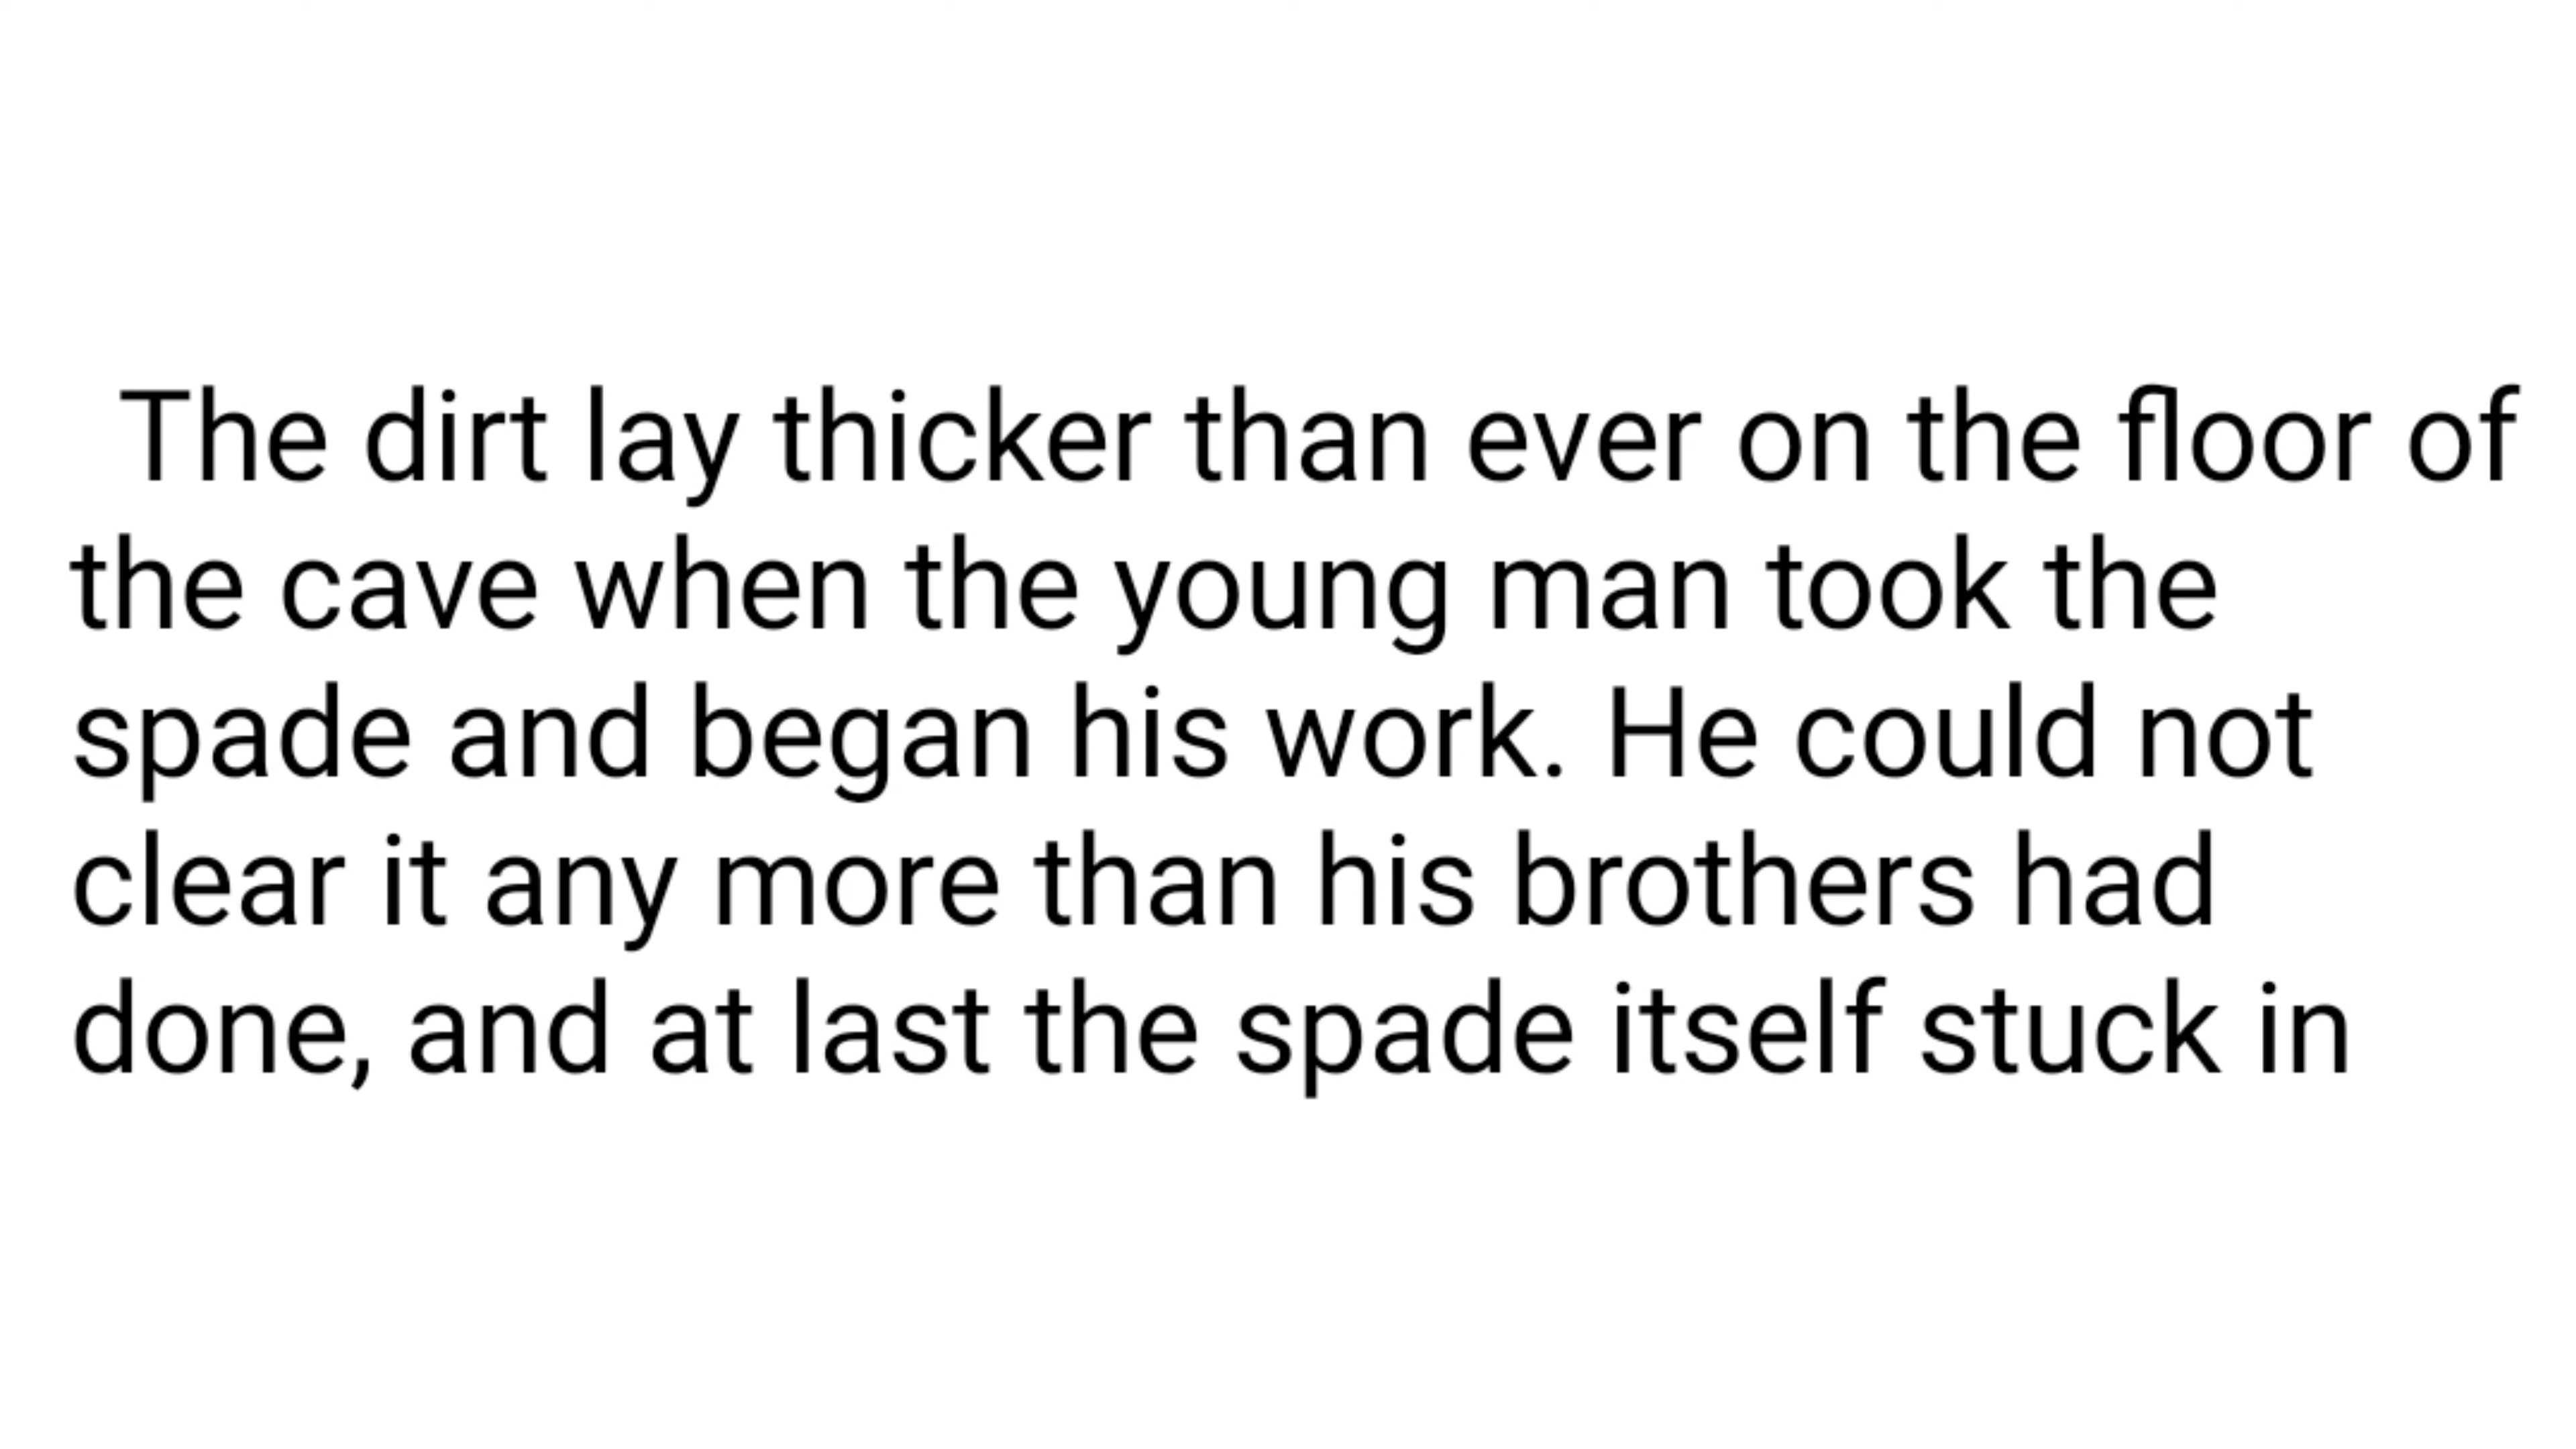 The dirt lay thicker than ever on the floor of
the cave when the young man took the
spade and began his work. He could not
clear it any more than his brothers had
done, and at last the spade itself stuck in